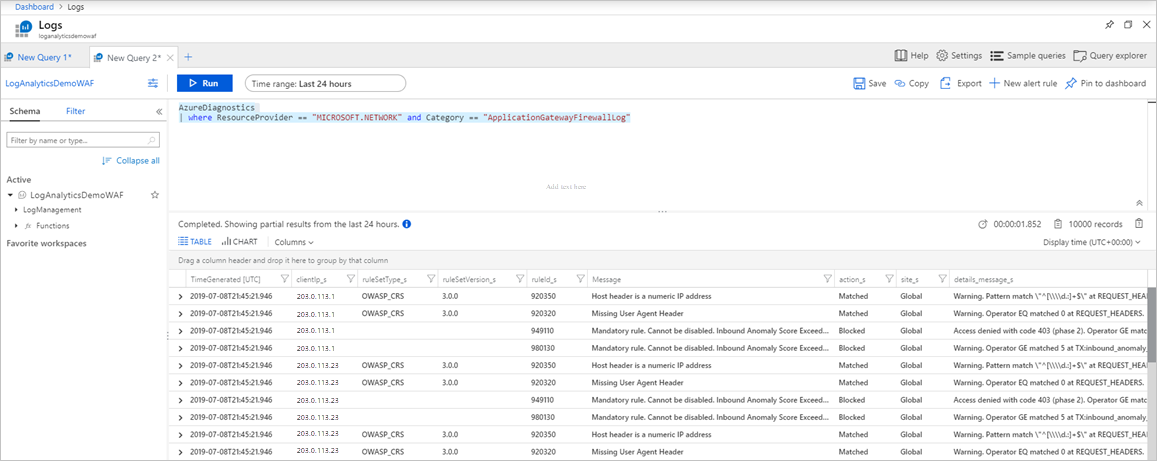 Dashboard > Logs
Logs
loganalyticsdemowaf
New Query 1* New Query 2* × + Help Settings Sample queries Query explorer
LogAnalyticsDemoWAF Run Time range: Last 24 hours Save Copy Export New alert rule Pin to dashboard
Schema Filter «
Filter by name or type...
Collapse all
Active
LogAnalyticsDemoWAF
LogManagement
fx Functions
Favorite workspaces
AzureDiagnostics
| where ResourceProvider == "MICROSOFT.NETWORK" and Category == "ApplicationGatewayFirewallLog"
Add text here
...
Completed. Showing partial results from the last 24 hours. 00:00:01.852 10000 records
TABLE CHART Columns Display time (UTC+00:00)
Drag a column header and drop it here to group by that column
TimeGenerated [UTC] clientIp_s ruleSetType_s ruleSetVersion_s ruleId_s Message action_s site_s details_message_s
2019-07-08T21:45:21.946 203.0.113.1 OWASP_CRS 3.0.0 920350 Host header is a numeric IP address Matched Global Warning. Pattern match \"^[\\\\d.:]+$\" at REQUEST_HEA
2019-07-08T21:45:21.946 203.0.113.1 OWASP_CRS 3.0.0 920320 Missing User Agent Header Matched Global Warning. Operator EQ matched 0 at REQUEST_HEADERS.
2019-07-08T21:45:21.946 203.0.113.1 949110 Mandatory rule. Cannot be disabled. Inbound Anomaly Score Exceed... Blocked Global Access denied with code 403 (phase 2). Operator GE matc
2019-07-08T21:45:21.946 203.0.113.1 980130 Mandatory rule. Cannot be disabled. Inbound Anomaly Score Exceed... Blocked Global Warning. Operator GE matched 5 at TX:inbound_anomaly_
2019-07-08T21:45:21.946 203.0.113.23 OWASP_CRS 3.0.0 920350 Host header is a numeric IP address Matched Global Warning. Pattern match \"^[\\\\d.:]+$\" at REQUEST_HEA
2019-07-08T21:45:21.946 203.0.113.23 OWASP_CRS 3.0.0 920320 Missing User Agent Header Matched Global Warning. Operator EQ matched 0 at REQUEST_HEADERS.
2019-07-08T21:45:21.946 203.0.113.23 949110 Mandatory rule. Cannot be disabled. Inbound Anomaly Score Exceed... Blocked Global Access denied with code 403 (phase 2). Operator GE matc
2019-07-08T21:45:21.946 203.0.113.23 980130 Mandatory rule. Cannot be disabled. Inbound Anomaly Score Exceed... Blocked Global Warning. Operator GE matched 5 at TX:inbound_anomaly_
2019-07-08T21:45:21.946 203.0.113.23 OWASP_CRS 3.0.0 920350 Host header is a numeric IP address Matched Global Warning. Pattern match \"^[\\\\d.:]+$\" at REQUEST_HEA
2019-07-08T21:45:21.946 203.0.113.23 OWASP_CRS 3.0.0 920320 Missing User Agent Header Matched Global Warning. Operator EQ matched 0 at REQUEST_HEADERS.